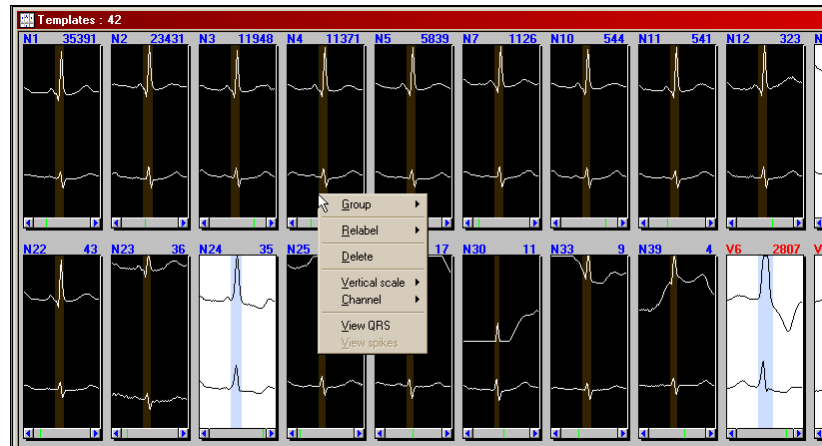 Templates : 42
N1 35391 N2 23431 N3 11948 N4 11371 N5 5839 N7 1126 N10 544 N11 541 N12 323
Group
Relabel
Delete
Vertical scale
Channel
View QRS
View spikes
N22 43 N23 36 N24 35 N25 17 N30 11 N33 9 N39 4 V6 2807